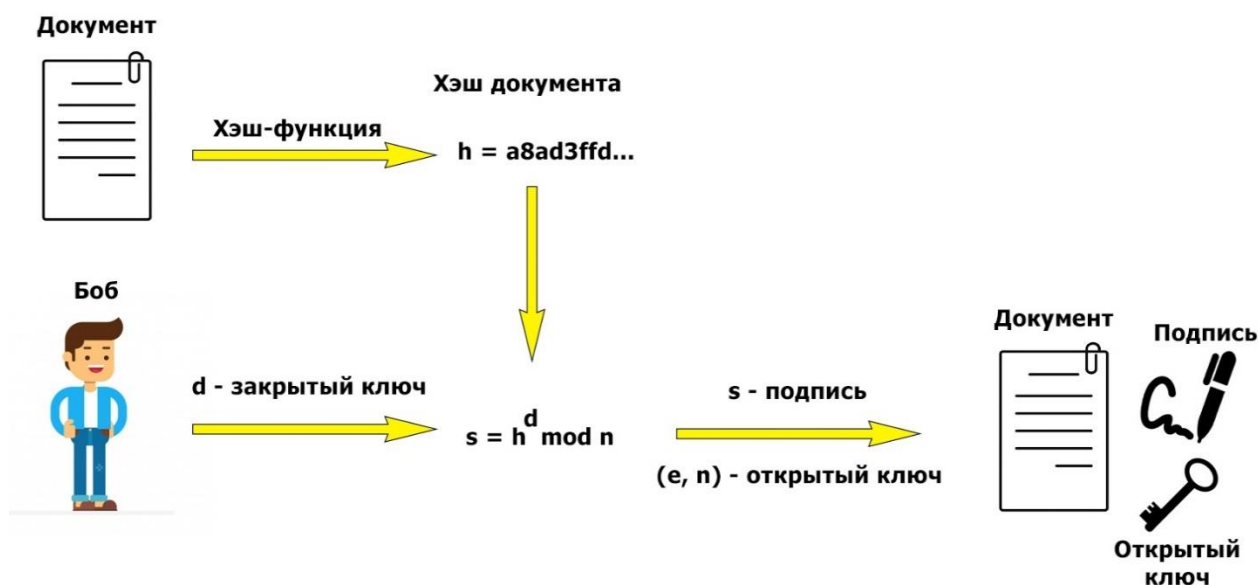 Документ
Хэш документа
Хэш-функция
h = a8ad3ffd...
Боб
d - закрытый ключ
s = h^d mod n
s - подпись
(e, n) - открытый ключ
Документ
Подпись
Открытый
ключ